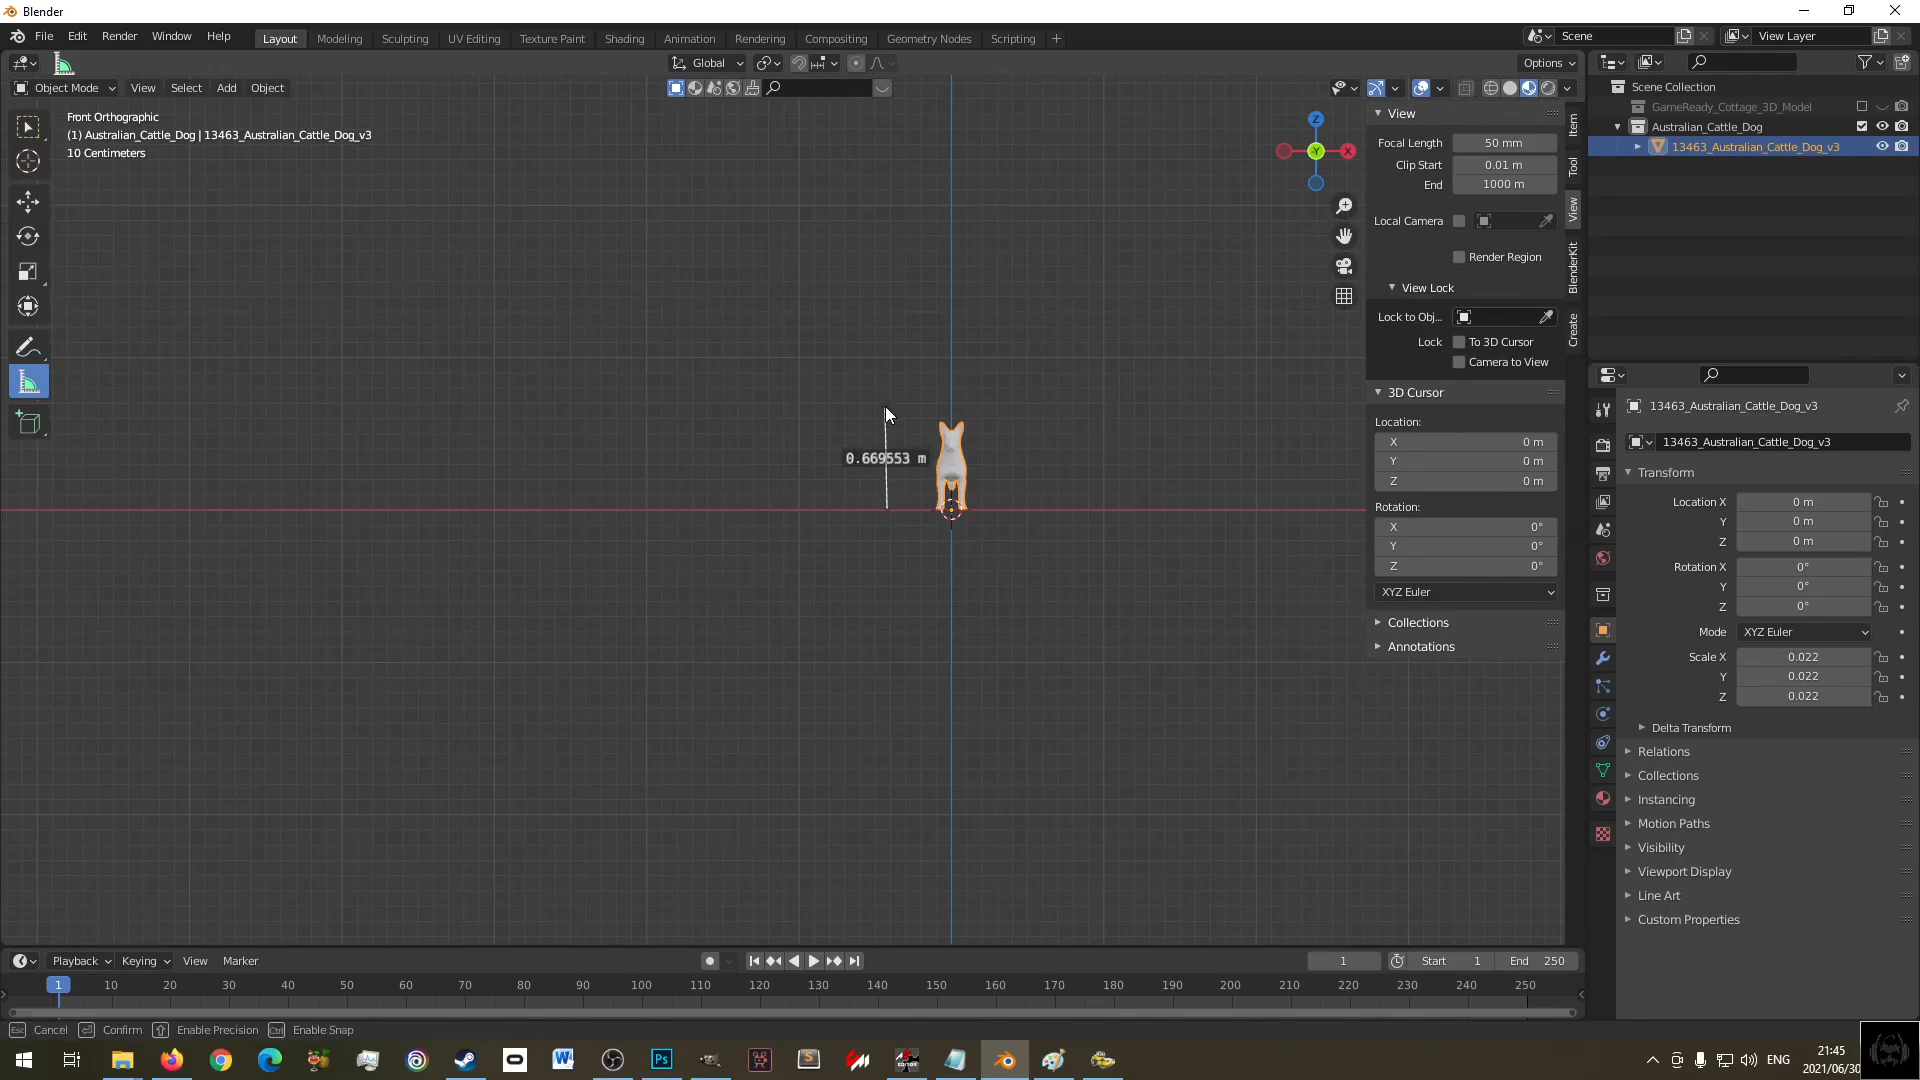 Blender
File Edit Render Window Help
Layout Modeling Sculpting UV Editing Texture Paint Shading Animation Rendering Compositing Geometry Nodes Scripting +
Scene
View Layer
Global
Options
Object Mode View Select Add Object
Front Orthographic
(1) Australian_Cattle_Dog | 13463_Australian_Cattle_Dog_v3
10 Centimeters
0.669553 m
Z
-Y
X
View
Focal Length 50 mm
Clip Start 0.01 m
End 1000 m
Local Camera
Render Region
View Lock
Lock to Obj...
Lock To 3D Cursor
Camera to View
3D Cursor
Location:
X 0 m
Y 0 m
Z 0 m
Rotation:
X 0°
Y 0°
Z 0°
XYZ Euler
Collections
Annotations
Item
Tool
View
BlenderKit
Create
Scene Collection
GameReady_Cottage_3D_Model
Australian_Cattle_Dog
13463_Australian_Cattle_Dog_v3
13463_Australian_Cattle_Dog_v3
13463_Australian_Cattle_Dog_v3
Transform
Location X 0 m
Y 0 m
Z 0 m
Rotation X 0°
Y 0°
Z 0°
Mode XYZ Euler
Scale X 0.022
Y 0.022
Z 0.022
Delta Transform
Relations
Collections
Instancing
Motion Paths
Visibility
Viewport Display
Line Art
Custom Properties
Playback Keying View Marker
1 Start 1 End 250
1 10 20 30 40 50 60 70 80 90 100 110 120 130 140 150 160 170 180 190 200 210 220 230 240 250
Esc Cancel Confirm Enable Precision Ctrl Enable Snap
ENG
21:45
2021/06/30